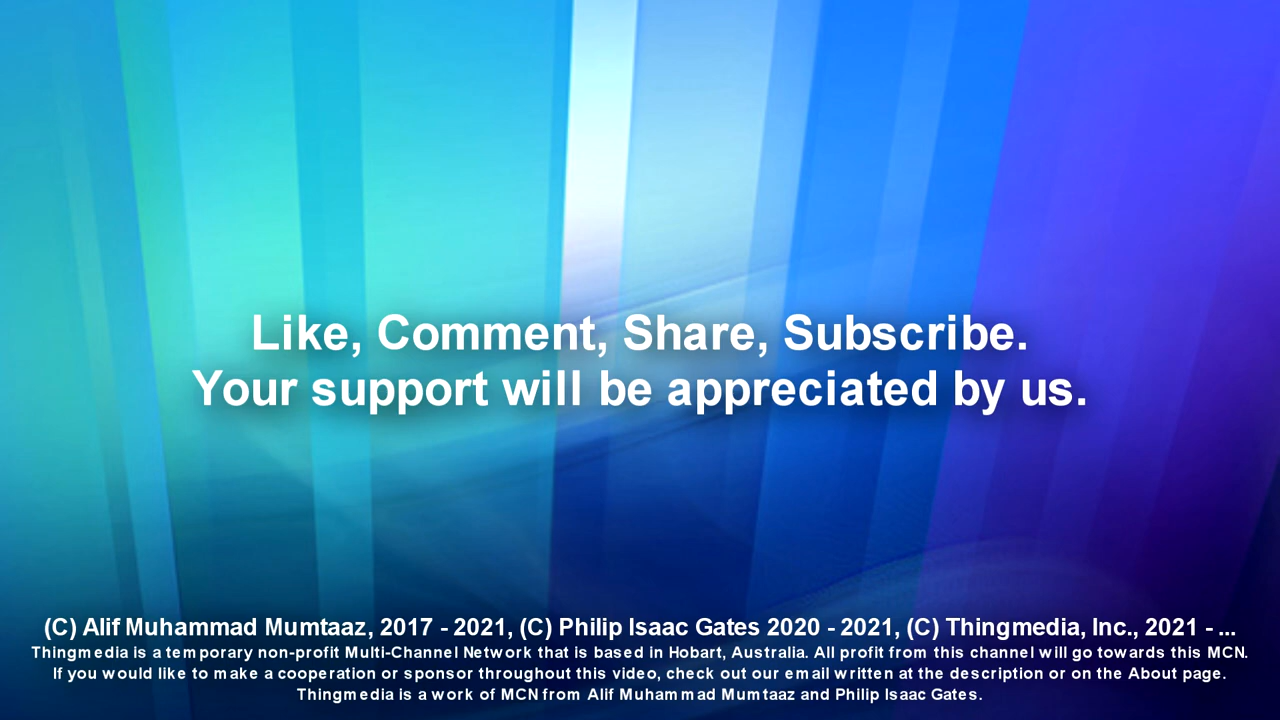 Like, Comment, Share, Subscribe.
Your support will be appreciated by us.
(C) Alif Muhammad Mumtaaz, 2017 - 2021, (C) Philip Isaac Gates 2020 - 2021, (C) Thingmedia, Inc., 2021 - ...
Thingmedia is a temporary non-profit Multi-Channel Network that is based in Hobart, Australia. All profit from this channel will go towards this MCN.
If you would like to make a cooperation or sponsor throughout this video, check out our email written at the description or on the About page.
Thingmedia is a work of MCN from Alif Muhammad Mumtaaz and Philip Isaac Gates.